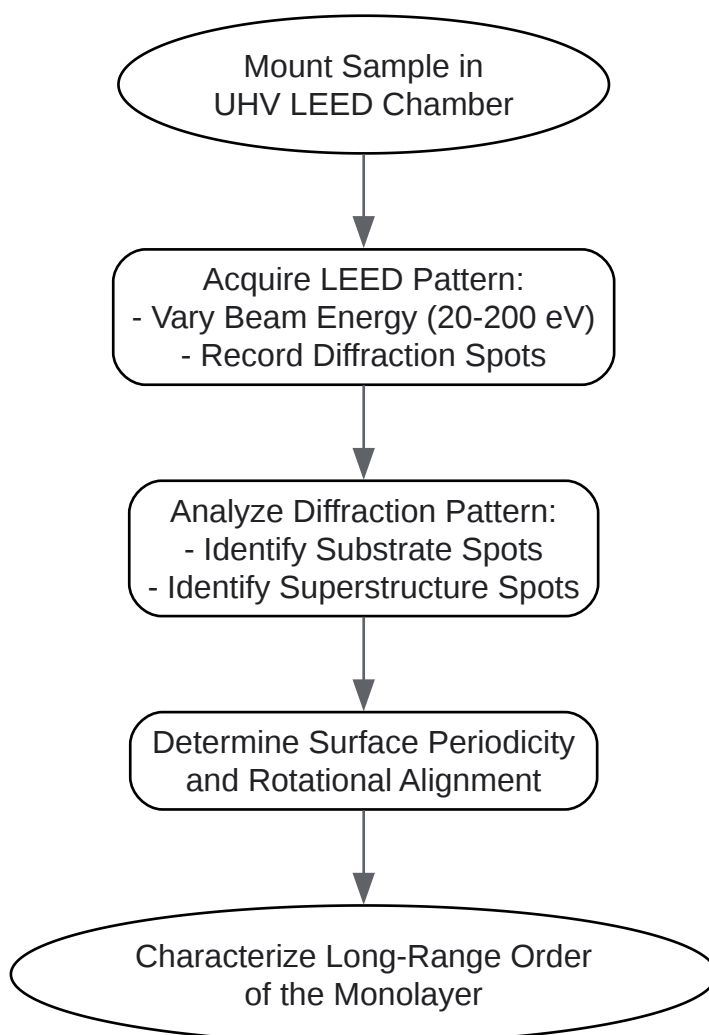 Mount Sample in
UHV LEED Chamber
Acquire LEED Pattern:
- Vary Beam Energy (20-200 eV)
- Record Diffraction Spots
Analyze Diffraction Pattern:
- Identify Substrate Spots
- Identify Superstructure Spots
Determine Surface Periodicity
and Rotational Alignment
Characterize Long-Range Order
of the Monolayer